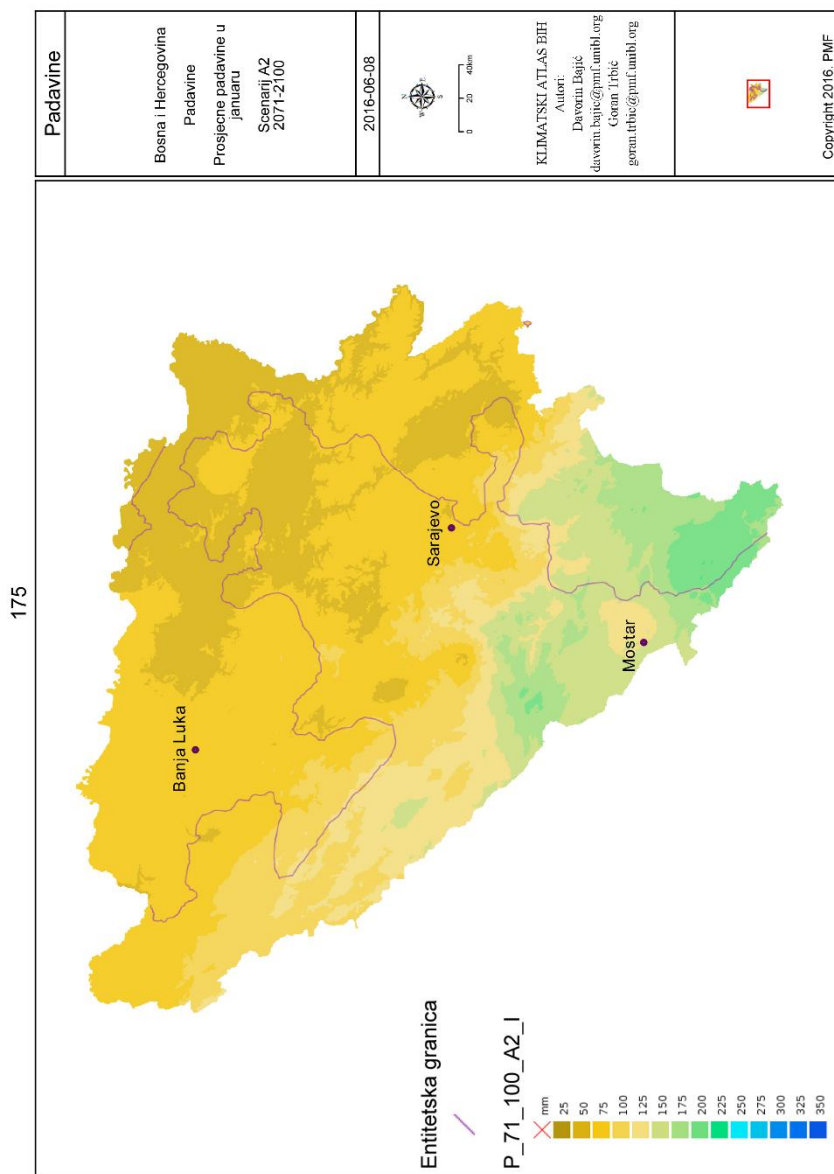 175
Padavine
Bosna i Hercegovina
Padavine
Prosjecne padavine u
januaru
Scenarij A2
2071-2100
2016-06-08
N
W
E
S
0 20 40km
KLIMATSKI ATLAS BIH
Autori:
Davorin Bajić
davorin.bajic@pmf.unibl.org
Goran Trbić
goran.trbic@pmf.unibl.org
Copyright 2016. PMF
Banja Luka
Sarajevo
Mostar
Entitetska granica
P_71_100_A2_I
mm
25
50
75
100
125
150
175
200
225
250
275
300
325
350